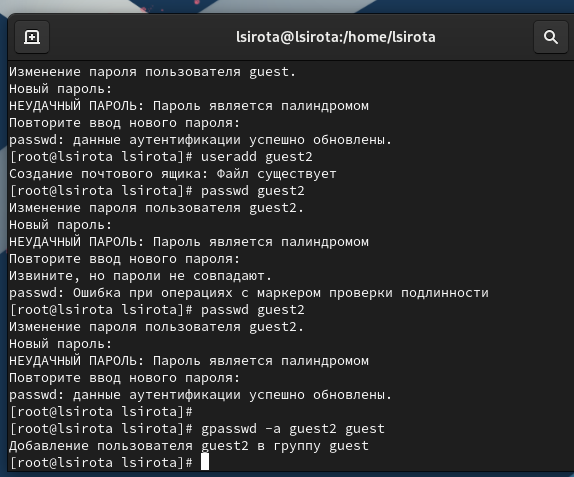 lsirota@lsirota:/home/lsirota
Изменение пароля пользователя guest.
Новый пароль:
НЕУДАЧНЫЙ ПАРОЛЬ: Пароль является палиндромом
Повторите ввод нового пароля:
passwd: данные аутентификации успешно обновлены.
[root@lsirota lsirota]# useradd guest2
Создание почтового ящика: Файл существует
[root@lsirota lsirota]# passwd guest2
Изменение пароля пользователя guest2.
Новый пароль:
НЕУДАЧНЫЙ ПАРОЛЬ: Пароль является палиндромом
Повторите ввод нового пароля:
Извините, но пароли не совпадают.
passwd: Ошибка при операциях с маркером проверки подлинности
[root@lsirota lsirota]# passwd guest2
Изменение пароля пользователя guest2.
Новый пароль:
НЕУДАЧНЫЙ ПАРОЛЬ: Пароль является палиндромом
Повторите ввод нового пароля:
passwd: данные аутентификации успешно обновлены.
[root@lsirota lsirota]#
[root@lsirota lsirota]# gpasswd -a guest2 guest
Добавление пользователя guest2 в группу guest
[root@lsirota lsirota]#